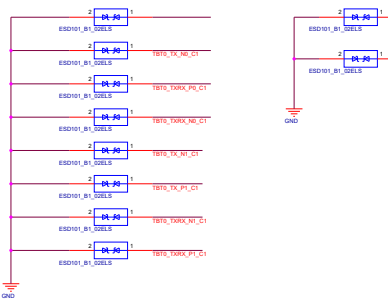 2 1
ESD101_B1_02ELS
2 1
TBT0_TX_N0_C1
ESD101_B1_02ELS
2 1
TBT0_TXRX_P0_C1
ESD101_B1_02ELS
2 1
TBT0_TXRX_N0_C1
ESD101_B1_02ELS
2 1
TBT0_TX_N1_C1
ESD101_B1_02ELS
2 1
TBT0_TX_P1_C1
ESD101_B1_02ELS
2 1
TBT0_TXRX_N1_C1
ESD101_B1_02ELS
2 1
TBT0_TXRX_P1_C1
ESD101_B1_02ELS
GND
2 1
ESD101_B1_02ELS
2 1
ESD101_B1_02ELS
GND